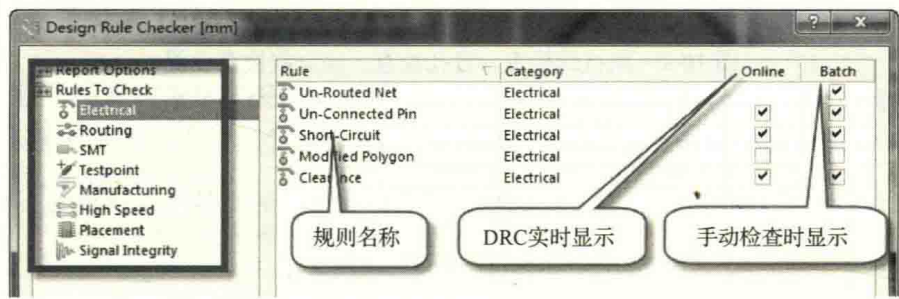 Design Rule Checker [mm]
Report Options
Rules To Check
Electrical
Routing
SMT
Testpoint
Manufacturing
High Speed
Placement
Signal Integrity
Rule Category Online Batch
Un-Routed Net Electrical
Un-Connected Pin Electrical
Short-Circuit Electrical
Modified Polygon Electrical
Clearance Electrical
规则名称
DRC实时显示
手动检查时显示